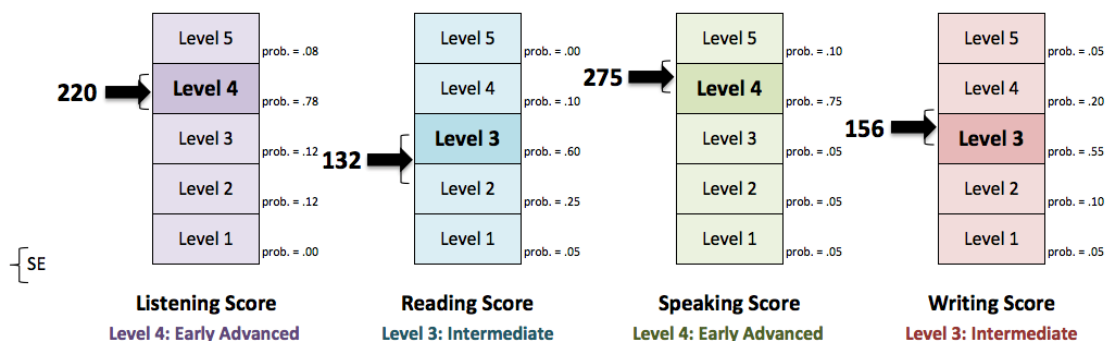 Level 5
prob. = .08
220
Level 4
prob. = .78
Level 3
prob. = .12
Level 2
prob. = .12
Level 1
prob. = .00
SE
Listening Score
Level 4: Early Advanced
Level 5
prob. = .00
Level 4
prob. = .10
132
Level 3
prob. = .60
Level 2
prob. = .25
Level 1
prob. = .05
Reading Score
Level 3: Intermediate
Level 5
prob. = .10
275
Level 4
prob. = .75
Level 3
prob. = .05
Level 2
prob. = .05
Level 1
prob. = .05
Speaking Score
Level 4: Early Advanced
Level 5
prob. = .05
Level 4
prob. = .20
156
Level 3
prob. = .55
Level 2
prob. = .10
Level 1
prob. = .05
Writing Score
Level 3: Intermediate